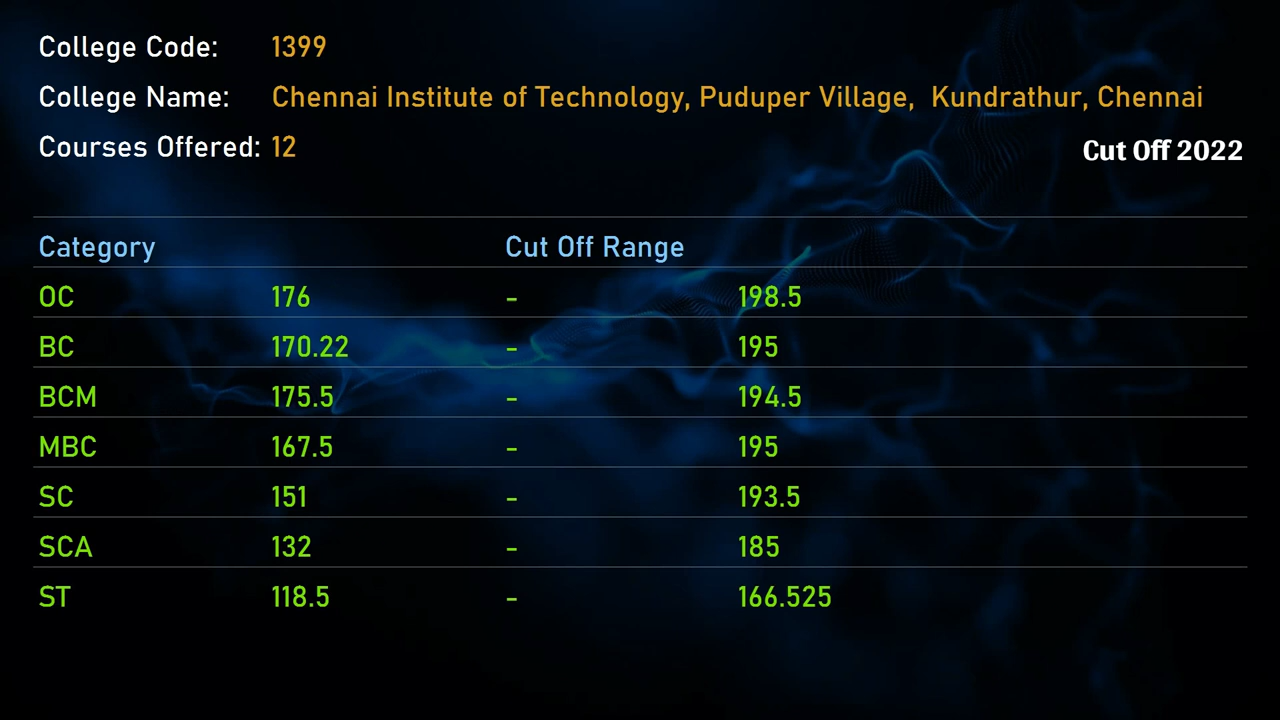 College Code: 1399
College Name: Chennai Institute of Technology, Puduper Village, Kundrathur, Chennai
Courses Offered: 12
Cut Off 2022
Category Cut Off Range
OC 176 - 198.5
BC 170.22 - 195
BCM 175.5 - 194.5
MBC 167.5 - 195
SC 151 - 193.5
SCA 132 - 185
ST 118.5 - 166.525